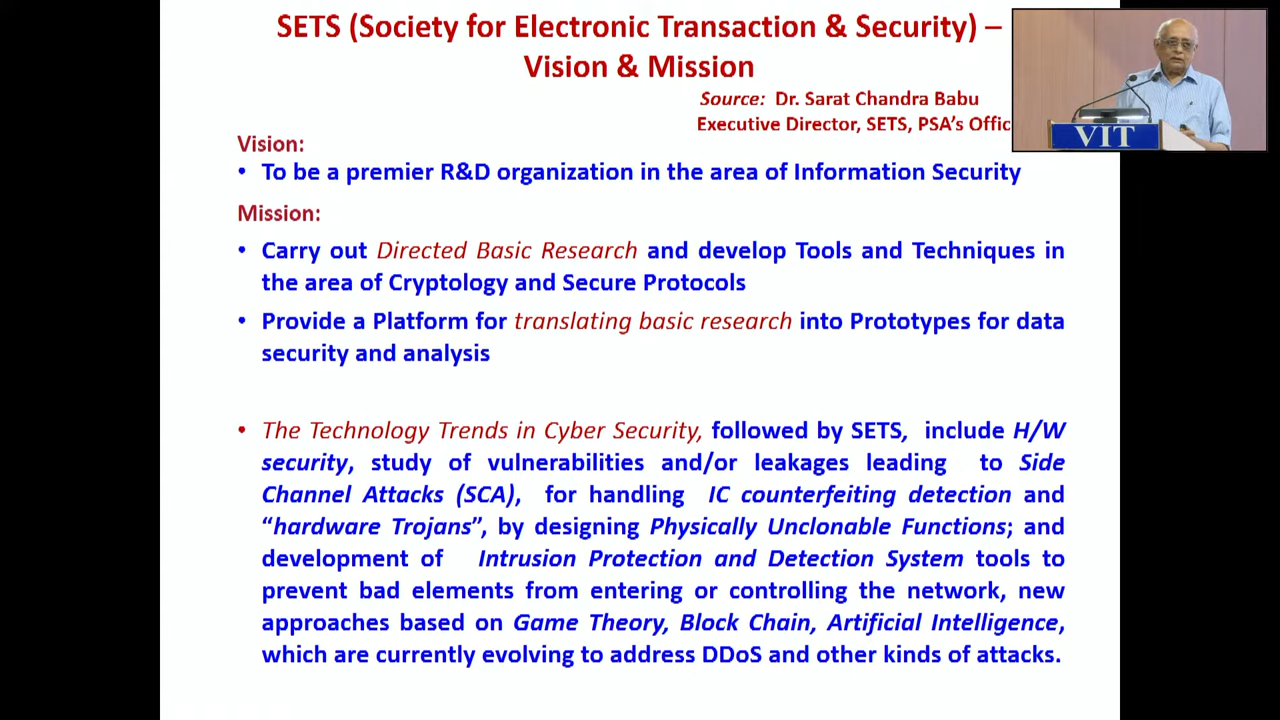 SETS (Society for Electronic Transaction & Security) –
Vision & Mission
Source: Dr. Sarat Chandra Babu
Executive Director, SETS, PSA's Offic
VIT
Vision:
• To be a premier R&D organization in the area of Information Security
Mission:
• Carry out Directed Basic Research and develop Tools and Techniques in
the area of Cryptology and Secure Protocols
• Provide a Platform for translating basic research into Prototypes for data
security and analysis
• The Technology Trends in Cyber Security, followed by SETS, include H/W
security, study of vulnerabilities and/or leakages leading to Side
Channel Attacks (SCA), for handling IC counterfeiting detection and
“hardware Trojans”, by designing Physically Unclonable Functions; and
development of Intrusion Protection and Detection System tools to
prevent bad elements from entering or controlling the network, new
approaches based on Game Theory, Block Chain, Artificial Intelligence,
which are currently evolving to address DDoS and other kinds of attacks.